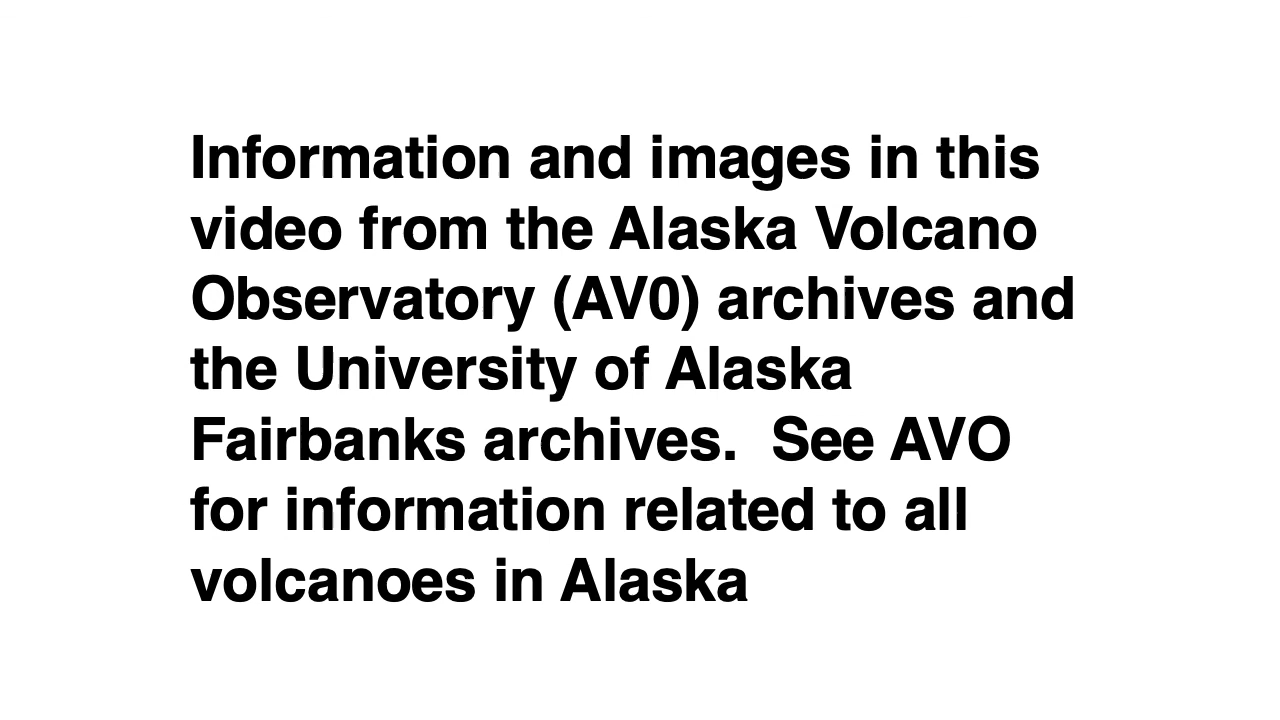 Information and images in this
video from the Alaska Volcano
Observatory (AV0) archives and
the University of Alaska
Fairbanks archives.  See AVO
for information related to all
volcanoes in Alaska